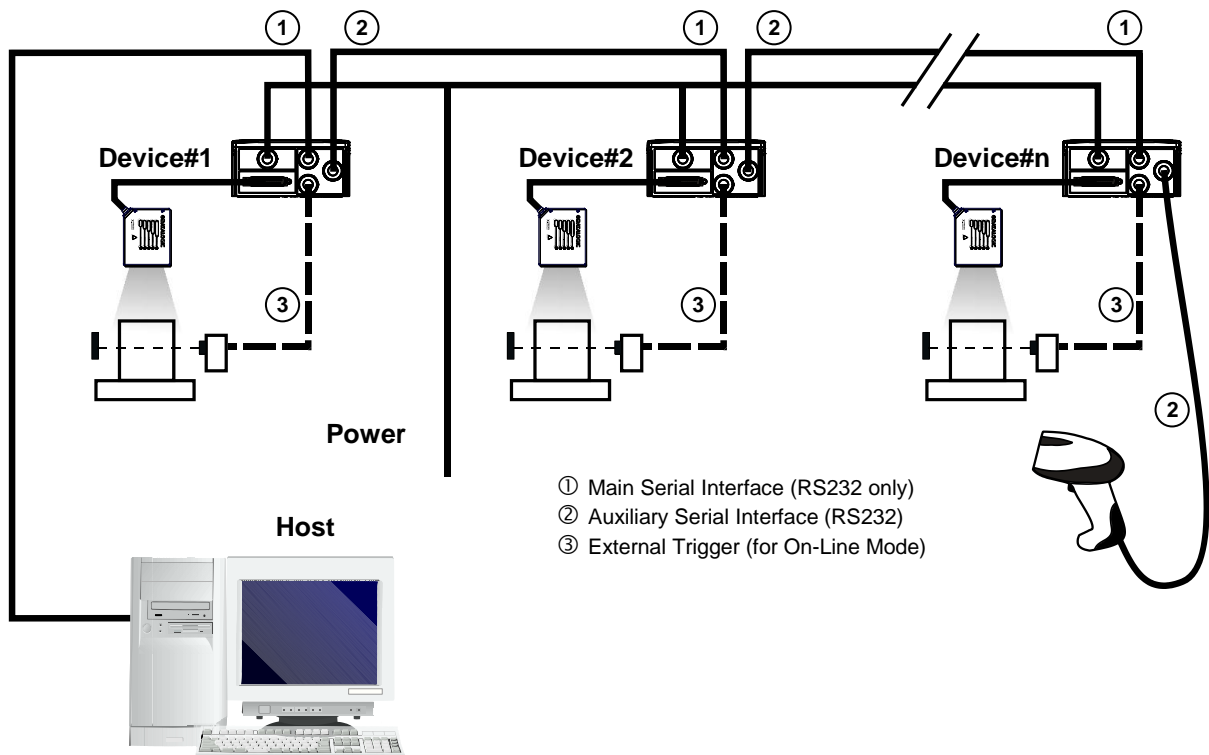 ① ② ① ② ①
Device#1 Device#2 Device#n
③ ③ ③
②
Power
① Main Serial Interface (RS232 only)
② Auxiliary Serial Interface (RS232)
③ External Trigger (for On-Line Mode)
Host